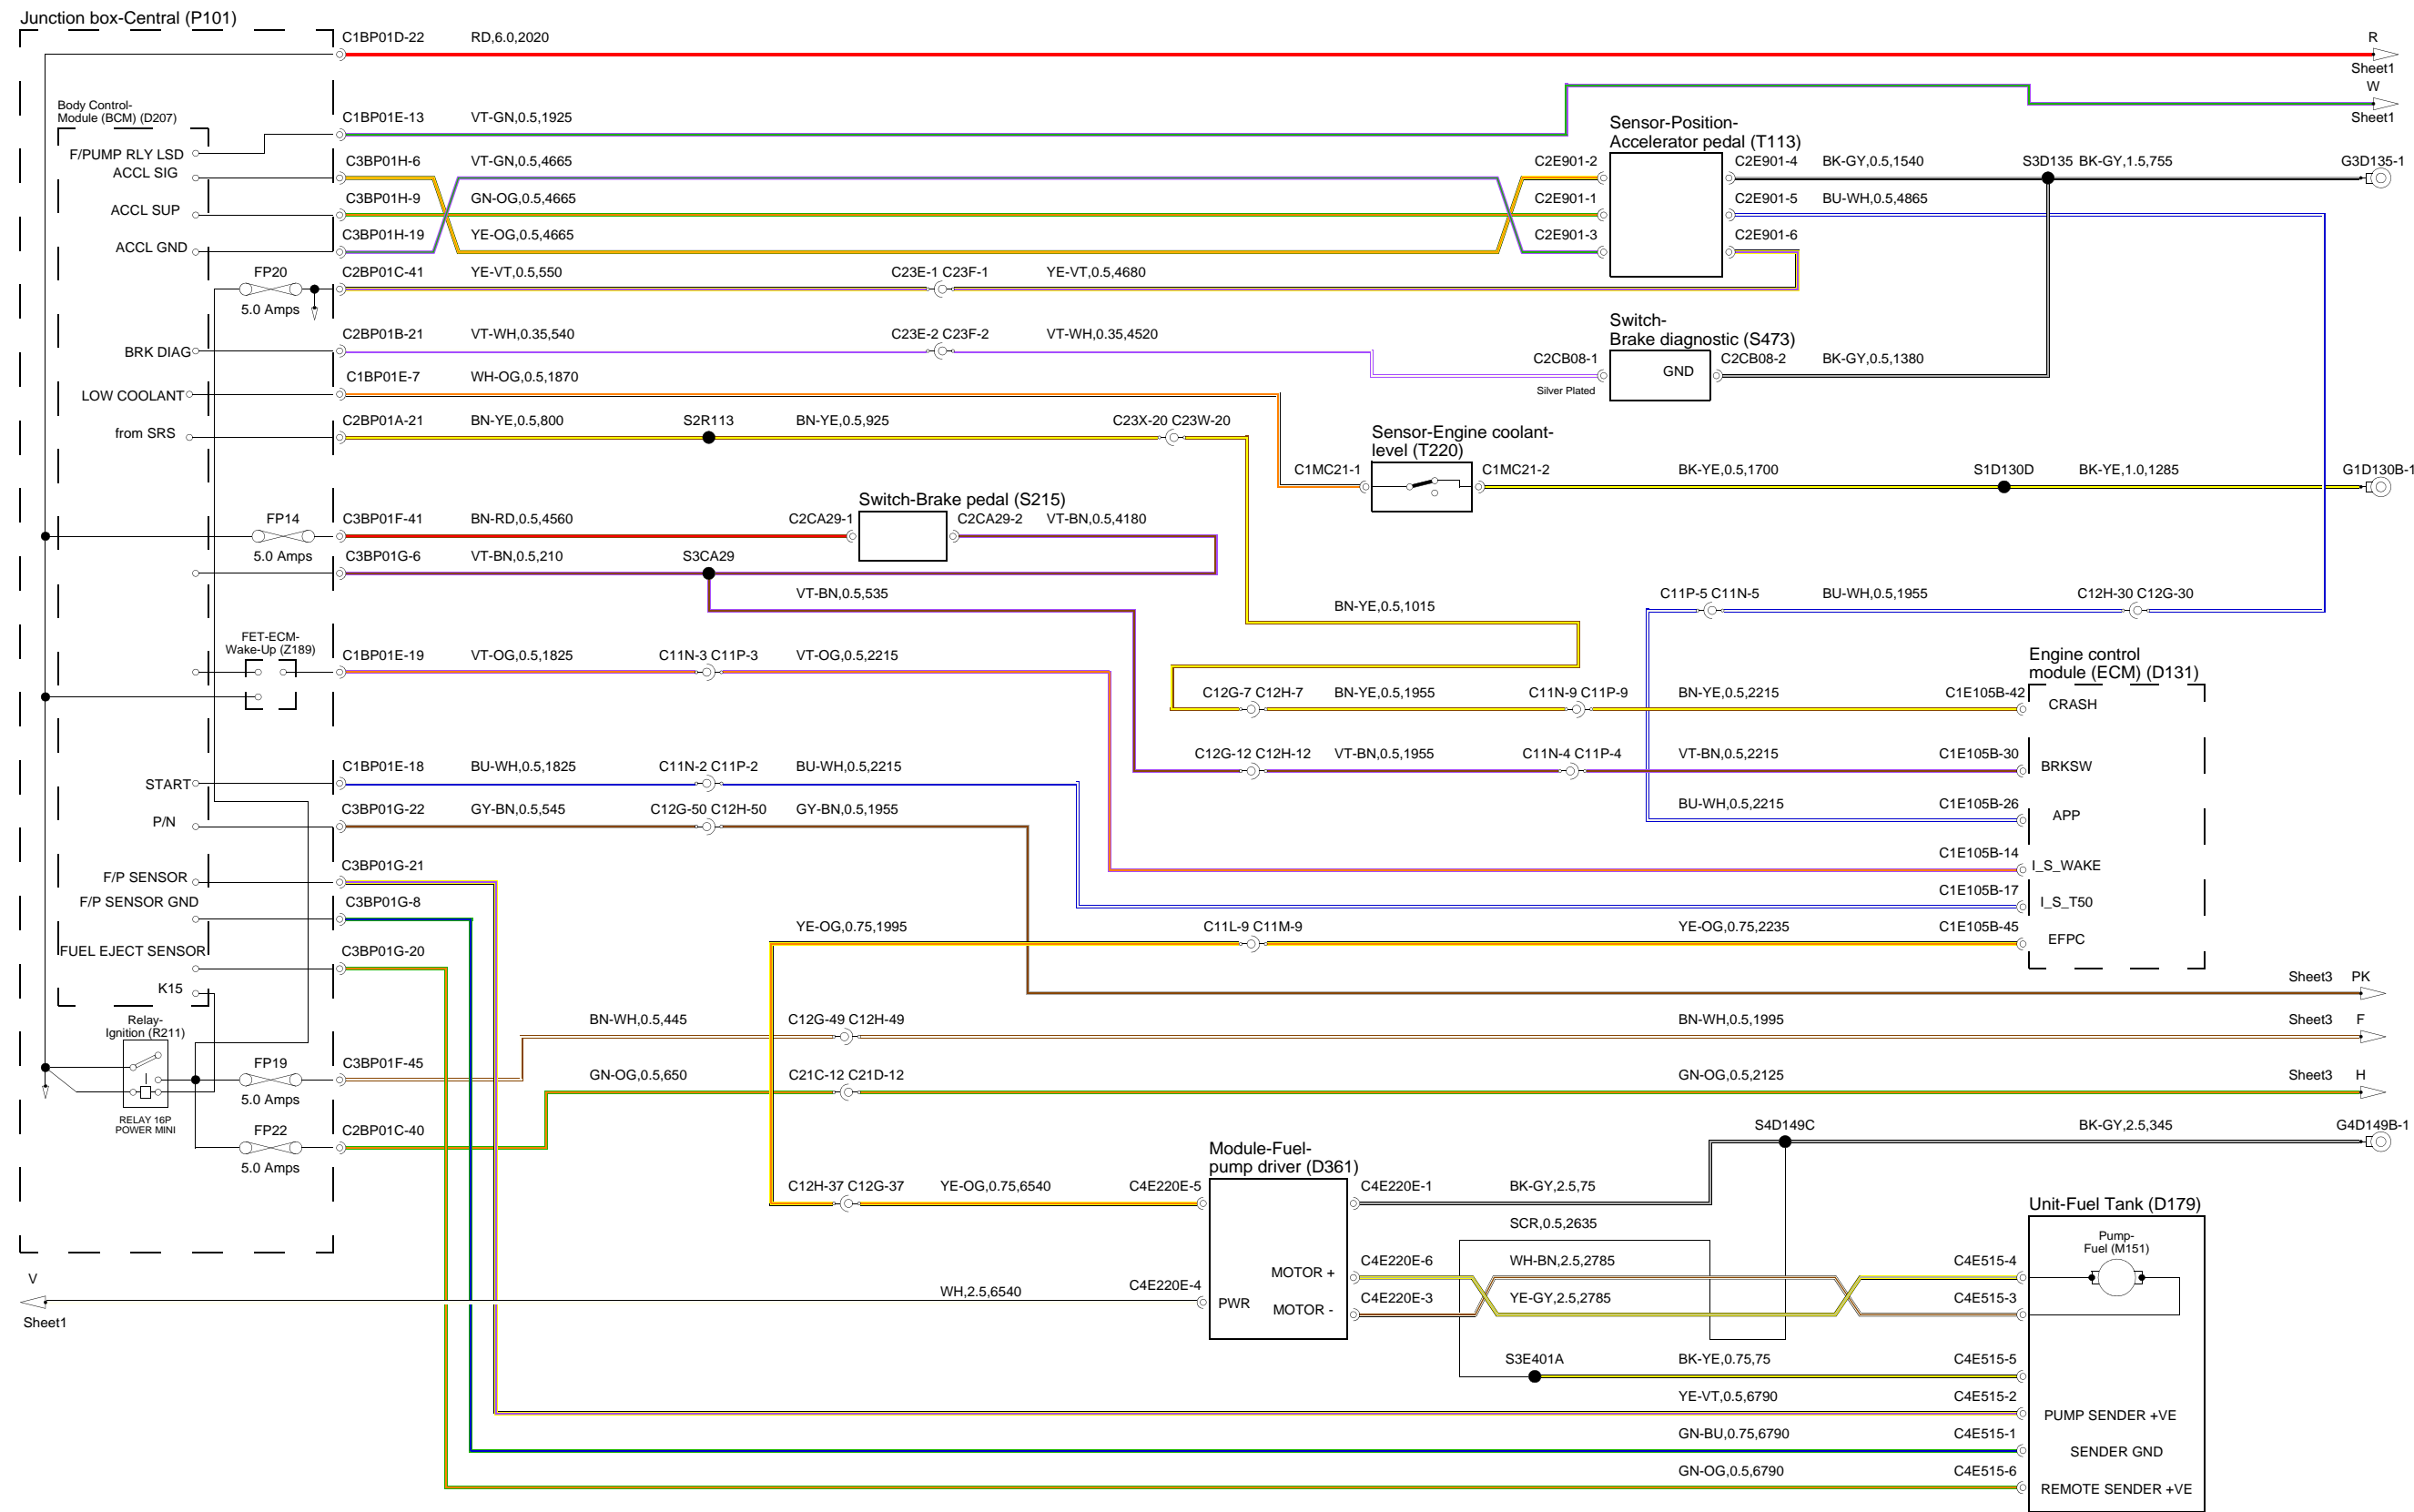 Junction box-Central (P101)
C1BP01D-22 RD,6.0,2020 R
Sheet1
W
Sheet1
Body Control-
Module (BCM) (D207)
C1BP01E-13 VT-GN,0.5,1925
Sensor-Position-
Accelerator pedal (T113)
F/PUMP RLY LSD
C3BP01H-6 VT-GN,0.5,4665 C2E901-2 C2E901-4 BK-GY,0.5,1540 S3D135 BK-GY,1.5,755 G3D135-1
ACCL SIG
C3BP01H-9 GN-OG,0.5,4665 C2E901-1 C2E901-5 BU-WH,0.5,4865
ACCL SUP
C3BP01H-19 YE-OG,0.5,4665 C2E901-3 C2E901-6
ACCL GND
FP20 C2BP01C-41 YE-VT,0.5,550 C23E-1 C23F-1 YE-VT,0.5,4680
5.0 Amps
Switch-
Brake diagnostic (S473)
C2BP01B-21 VT-WH,0.35,540 C23E-2 C23F-2 VT-WH,0.35,4520
BRK DIAG
C2CB08-1 C2CB08-2 BK-GY,0.5,1380
GND
Silver Plated
C1BP01E-7 WH-OG,0.5,1870
LOW COOLANT
C2BP01A-21 BN-YE,0.5,800 S2R113 BN-YE,0.5,925 C23X-20 C23W-20
from SRS
Sensor-Engine coolant-
level (T220)
C1MC21-1 C1MC21-2 BK-YE,0.5,1700 S1D130D BK-YE,1.0,1285 G1D130B-1
Switch-Brake pedal (S215)
FP14 C3BP01F-41 BN-RD,0.5,4560 C2CA29-1 C2CA29-2 VT-BN,0.5,4180
5.0 Amps C3BP01G-6 VT-BN,0.5,210 S3CA29
VT-BN,0.5,535
BN-YE,0.5,1015
C11P-5 C11N-5 BU-WH,0.5,1955 C12H-30 C12G-30
FET-ECM-
Wake-Up (Z189)
C1BP01E-19 VT-OG,0.5,1825 C11N-3 C11P-3 VT-OG,0.5,2215
Engine control
module (ECM) (D131)
C12G-7 C12H-7 BN-YE,0.5,1955 C11N-9 C11P-9 BN-YE,0.5,2215 C1E105B-42
CRASH
C12G-12 C12H-12 VT-BN,0.5,1955 C11N-4 C11P-4 VT-BN,0.5,2215 C1E105B-30
BRKSW
C1BP01E-18 BU-WH,0.5,1825 C11N-2 C11P-2 BU-WH,0.5,2215
START
C3BP01G-22 GY-BN,0.5,545 C12G-50 C12H-50 GY-BN,0.5,1955 BU-WH,0.5,2215 C1E105B-26
P/N APP
C3BP01G-21 C1E105B-14
I_S_WAKE
F/P SENSOR
C1E105B-17
F/P SENSOR GND C3BP01G-8 I_S_T50
YE-OG,0.75,1995 C11L-9 C11M-9 YE-OG,0.75,2235 C1E105B-45
EFPC
FUEL EJECT SENSOR C3BP01G-20
Sheet3 PK
K15
Relay-
Ignition (R211)
BN-WH,0.5,445 C12G-49 C12H-49 BN-WH,0.5,1995 Sheet3 F
FP19 C3BP01F-45
5.0 Amps
GN-OG,0.5,650 C21C-12 C21D-12 GN-OG,0.5,2125 Sheet3 H
RELAY 16P
POWER MINI
FP22 C2BP01C-40
5.0 Amps
S4D149C BK-GY,2.5,345 G4D149B-1
Module-Fuel-
pump driver (D361)
C12H-37 C12G-37 YE-OG,0.75,6540 C4E220E-5 C4E220E-1 BK-GY,2.5,75
Unit-Fuel Tank (D179)
SCR,0.5,2635
Pump-
Fuel (M151)
C4E220E-6 WH-BN,2.5,2785 C4E515-4
MOTOR +
V
WH,2.5,6540 C4E220E-4 C4E220E-3 YE-GY,2.5,2785 C4E515-3
PWR MOTOR -
Sheet1
S3E401A BK-YE,0.75,75 C4E515-5
YE-VT,0.5,6790 C4E515-2
PUMP SENDER +VE
GN-BU,0.75,6790 C4E515-1
SENDER GND
GN-OG,0.5,6790 C4E515-6
REMOTE SENDER +VE